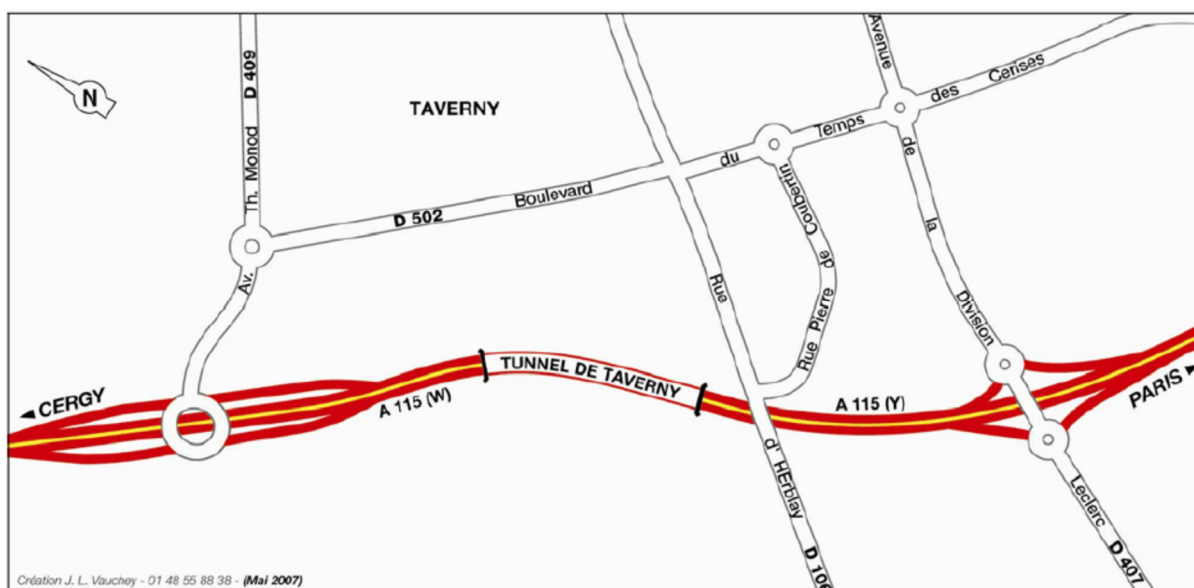 N
TAVERNY
Av. Th. Monod D 409
D 502 Boulevard du Temps des Cerises
Avenue de la Division Leclerc D 407
Rue Pierre de Coubertin
Rue d' HErblay D 106
◄ CERGY
A 115 (W)
TUNNEL DE TAVERNY
A 115 (Y)
PARIS ►
Création J. L. Vauchey - 01 48 55 88 38 - (Mai 2007)